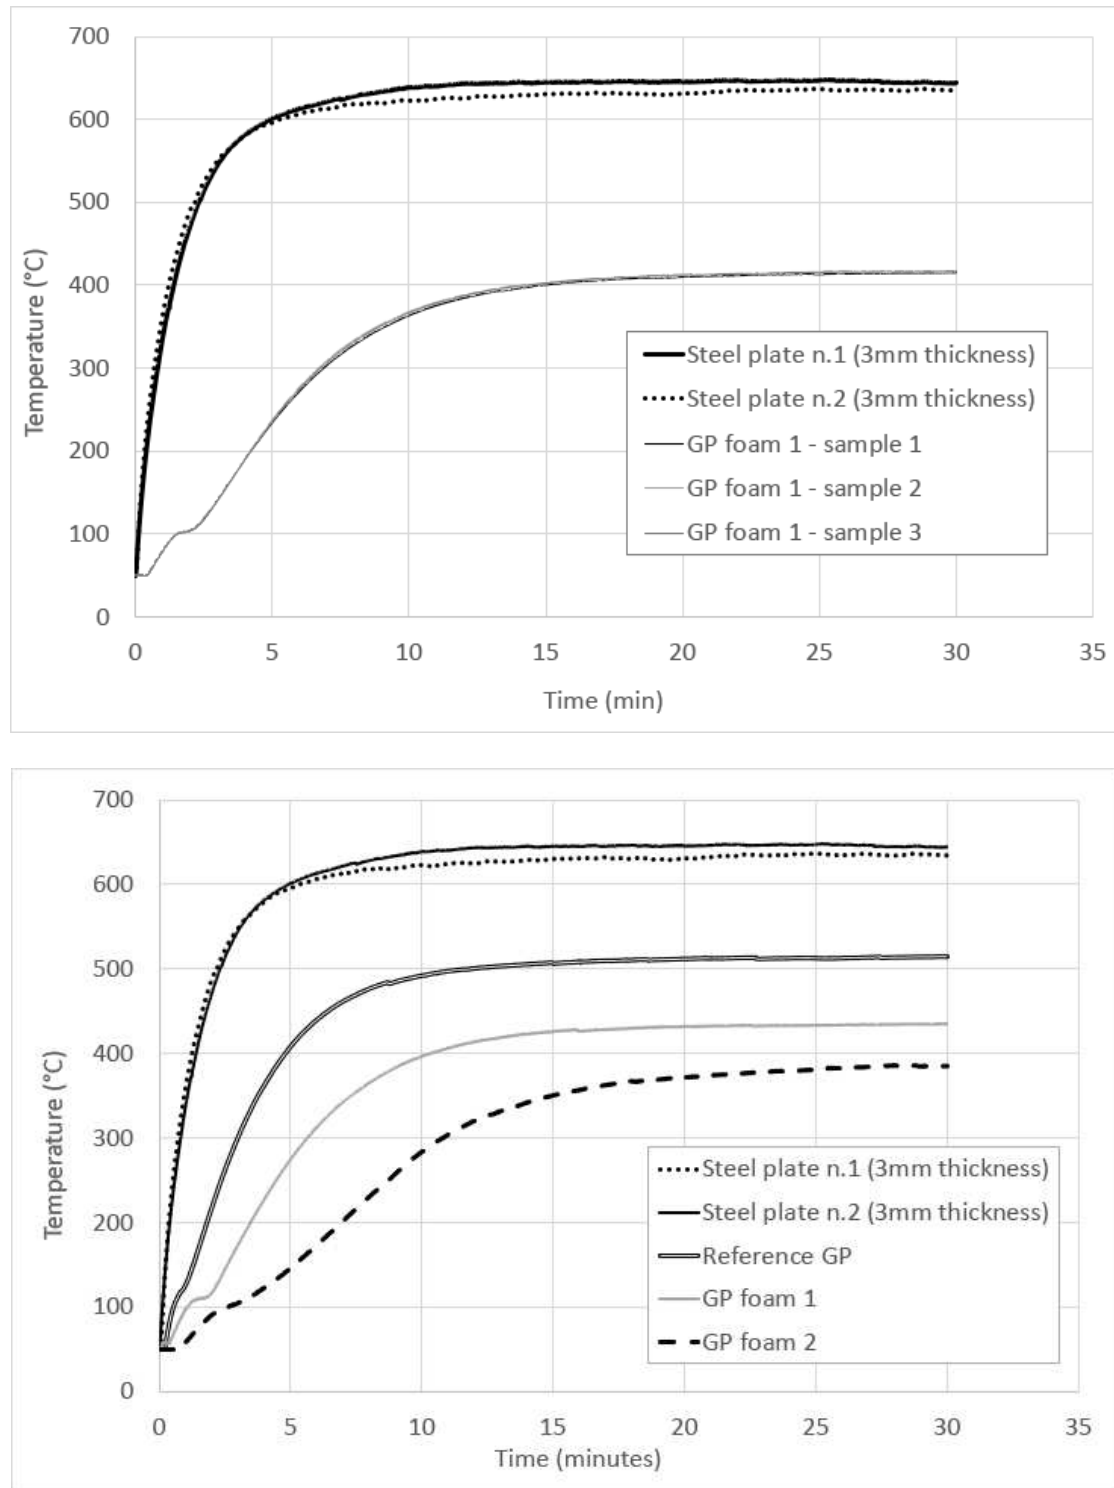 700
600
500
400
300
200
100
0
Temperature (°C)
Steel plate n.1 (3mm thickness)
Steel plate n.2 (3mm thickness)
GP foam 1 - sample 1
GP foam 1 - sample 2
GP foam 1 - sample 3
0 5 10 15 20 25 30 35
Time (min)
700
600
500
400
300
200
100
0
Temperature (°C)
Steel plate n.1 (3mm thickness)
Steel plate n.2 (3mm thickness)
Reference GP
GP foam 1
GP foam 2
0 5 10 15 20 25 30 35
Time (minutes)